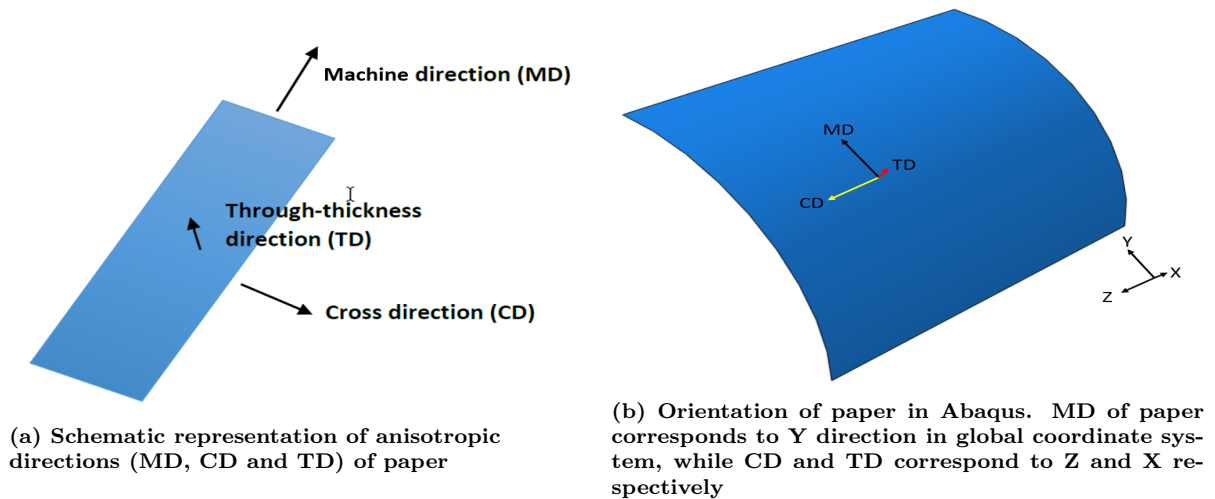 Machine direction (MD)
Through-thickness
direction (TD)
Cross direction (CD)
(a) Schematic representation of anisotropic
directions (MD, CD and TD) of paper
MD
TD
CD
Y
X
Z
(b) Orientation of paper in Abaqus. MD of paper
corresponds to Y direction in global coordinate sys-
tem, while CD and TD correspond to Z and X re-
spectively